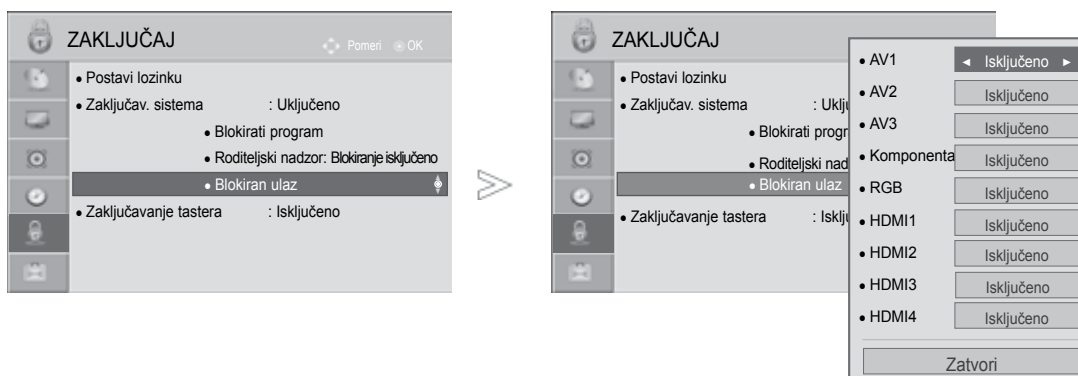 ZAKLJUČAJ
Pomeri OK
• Postavi lozinku
• Zaključav. sistema : Uključeno
• Blokirati program
• Roditeljski nadzor: Blokiranje isključeno
• Blokiran ulaz
• Zaključavanje tastera : Isključeno
ZAKLJUČAJ
• Postavi lozinku
• Zaključav. sistema : Uklju
• Blokirati progr
• Roditeljski nad
• Blokiran ulaz
• Zaključavanje tastera : Isklju
• AV1 ◄ Isključeno ►
• AV2 Isključeno
• AV3 Isključeno
• Komponenta Isključeno
• RGB Isključeno
• HDMI1 Isključeno
• HDMI2 Isključeno
• HDMI3 Isključeno
• HDMI4 Isključeno
Zatvori